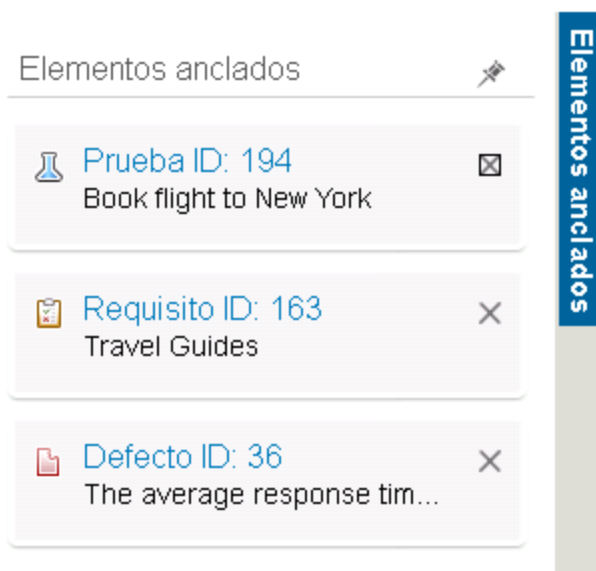 Elementos anclados
Prueba ID: 194
Book flight to New York
Requisito ID: 163
Travel Guides
Defecto ID: 36
The average response tim...
Elementos anclados